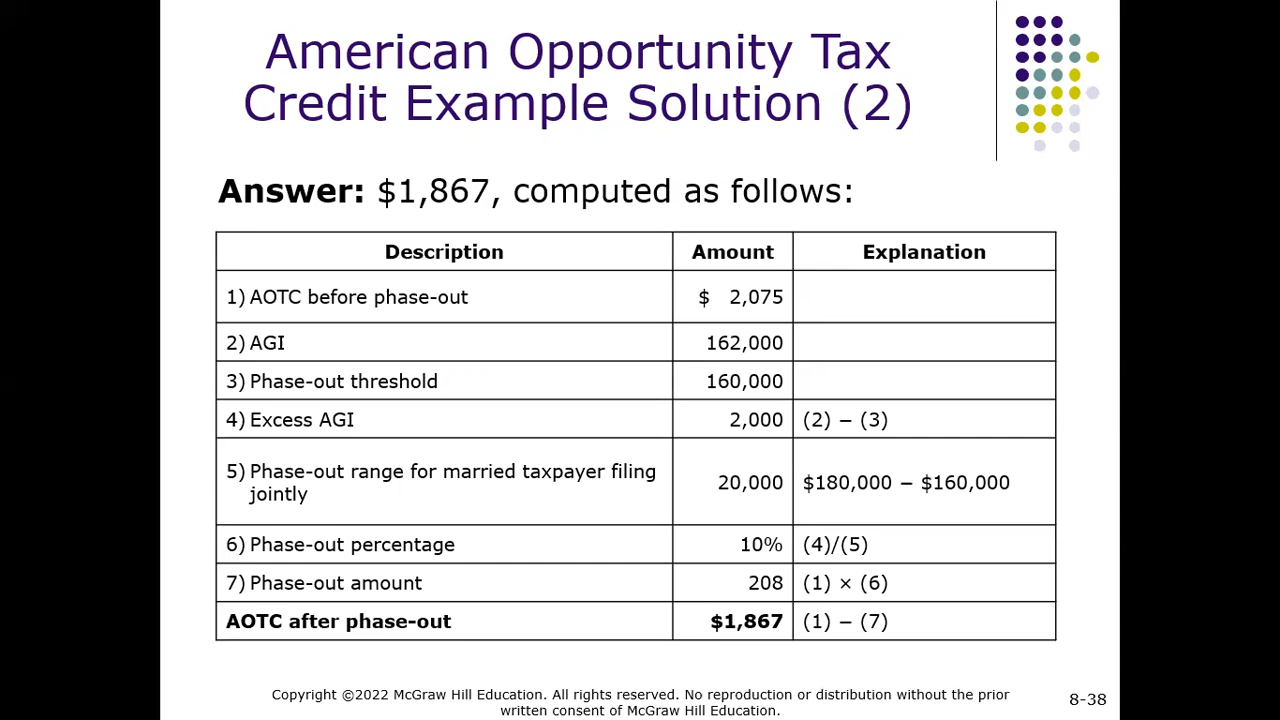 American Opportunity Tax
Credit Example Solution (2)
Answer: $1,867, computed as follows:
Description Amount Explanation
1) AOTC before phase-out $ 2,075
2) AGI 162,000
3) Phase-out threshold 160,000
4) Excess AGI 2,000 (2) − (3)
5) Phase-out range for married taxpayer filing
jointly 20,000 $180,000 − $160,000
6) Phase-out percentage 10% (4)/(5)
7) Phase-out amount 208 (1) × (6)
AOTC after phase-out $1,867 (1) − (7)
Copyright ©2022 McGraw Hill Education. All rights reserved. No reproduction or distribution without the prior
written consent of McGraw Hill Education.
8-38